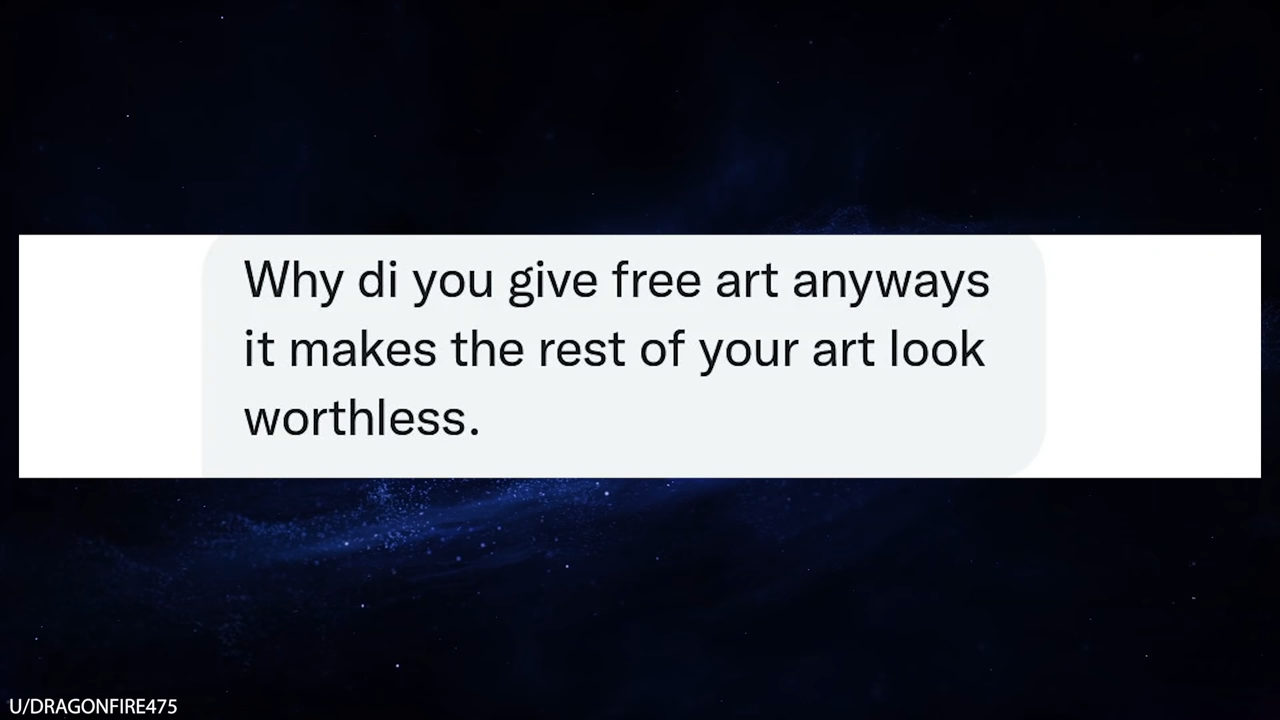 Why di you give free art anyways
it makes the rest of your art look
worthless.
U/DRAGONFIRE475